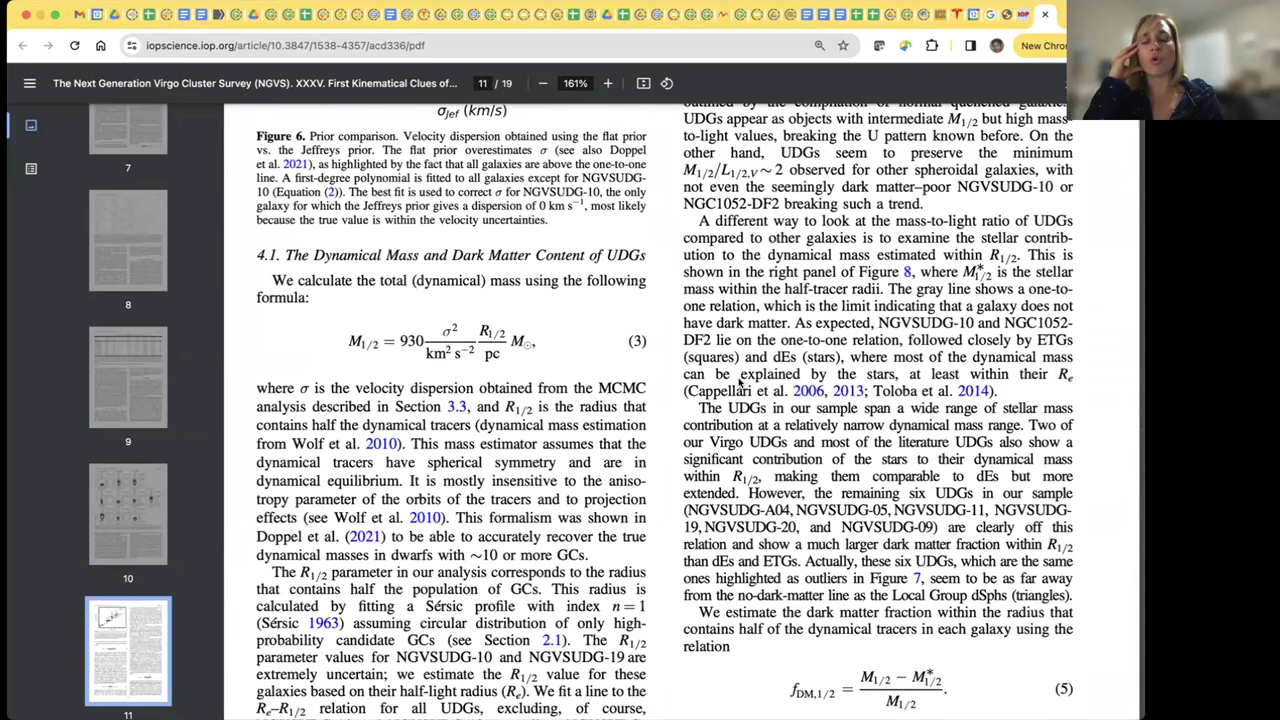 iopscience.iop.org/article/10.3847/1538-4357/acd336/pdf
New Chro
The Next Generation Virgo Cluster Survey (NGVS). XXXV. First Kinematical Clues of...
11 / 19
161%
7
8
9
10
11
σJef (km/s)
Figure 6. Prior comparison. Velocity dispersion obtained using the flat prior
vs. the Jeffreys prior. The flat prior overestimates σ (see also Doppel
et al. 2021), as highlighted by the fact that all galaxies are above the one-to-one
line. A first-degree polynomial is fitted to all galaxies except for NGVSUDG-
10 (Equation (2)). The best fit is used to correct σ for NGVSUDG-10, the only
galaxy for which the Jeffreys prior gives a dispersion of 0 km s−1, most likely
because the true value is within the velocity uncertainties.
4.1. The Dynamical Mass and Dark Matter Content of UDGs
We calculate the total (dynamical) mass using the following
formula:
M1/2 = 930 σ2/km2 s−2 R1/2/pc M⊙, (3)
where σ is the velocity dispersion obtained from the MCMC
analysis described in Section 3.3, and R1/2 is the radius that
contains half the dynamical tracers (dynamical mass estimation
from Wolf et al. 2010). This mass estimator assumes that the
dynamical tracers have spherical symmetry and are in
dynamical equilibrium. It is mostly insensitive to the aniso-
tropy parameter of the orbits of the tracers and to projection
effects (see Wolf et al. 2010). This formalism was shown in
Doppel et al. (2021) to be able to accurately recover the true
dynamical masses in dwarfs with ∼10 or more GCs.
The R1/2 parameter in our analysis corresponds to the radius
that contains half the population of GCs. This radius is
calculated by fitting a Sérsic profile with index n = 1
(Sérsic 1963) assuming circular distribution of only high-
probability candidate GCs (see Section 2.1). The R1/2
parameter values for NGVSUDG-10 and NGVSUDG-19 are
extremely uncertain; we estimate the R1/2 value for these
galaxies based on their half-light radius (Re). We fit a line to the
Re–R1/2 relation for all UDGs, excluding, of course,
outlined by the compilation of normal quenched galaxies.
UDGs appear as objects with intermediate M1/2 but high mass-
to-light values, breaking the U pattern known before. On the
other hand, UDGs seem to preserve the minimum
M1/2/L1/2,V ∼ 2 observed for other spheroidal galaxies, with
not even the seemingly dark matter–poor NGVSUDG-10 or
NGC1052-DF2 breaking such a trend.
A different way to look at the mass-to-light ratio of UDGs
compared to other galaxies is to examine the stellar contrib-
ution to the dynamical mass estimated within R1/2. This is
shown in the right panel of Figure 8, where M*1/2 is the stellar
mass within the half-tracer radii. The gray line shows a one-to-
one relation, which is the limit indicating that a galaxy does not
have dark matter. As expected, NGVSUDG-10 and NGC1052-
DF2 lie on the one-to-one relation, followed closely by ETGs
(squares) and dEs (stars), where most of the dynamical mass
can be explained by the stars, at least within their Re
(Cappellari et al. 2006, 2013; Toloba et al. 2014).
The UDGs in our sample span a wide range of stellar mass
contribution at a relatively narrow dynamical mass range. Two of
our Virgo UDGs and most of the literature UDGs also show a
significant contribution of the stars to their dynamical mass
within R1/2, making them comparable to dEs but more
extended. However, the remaining six UDGs in our sample
(NGVSUDG-A04, NGVSUDG-05, NGVSUDG-11, NGVSUDG-
19, NGVSUDG-20, and NGVSUDG-09) are clearly off this
relation and show a much larger dark matter fraction within R1/2
than dEs and ETGs. Actually, these six UDGs, which are the same
ones highlighted as outliers in Figure 7, seem to be as far away
from the no-dark-matter line as the Local Group dSphs (triangles).
We estimate the dark matter fraction within the radius that
contains half of the dynamical tracers in each galaxy using the
relation
fDM,1/2 = M1/2 − M*1/2 / M1/2 . (5)